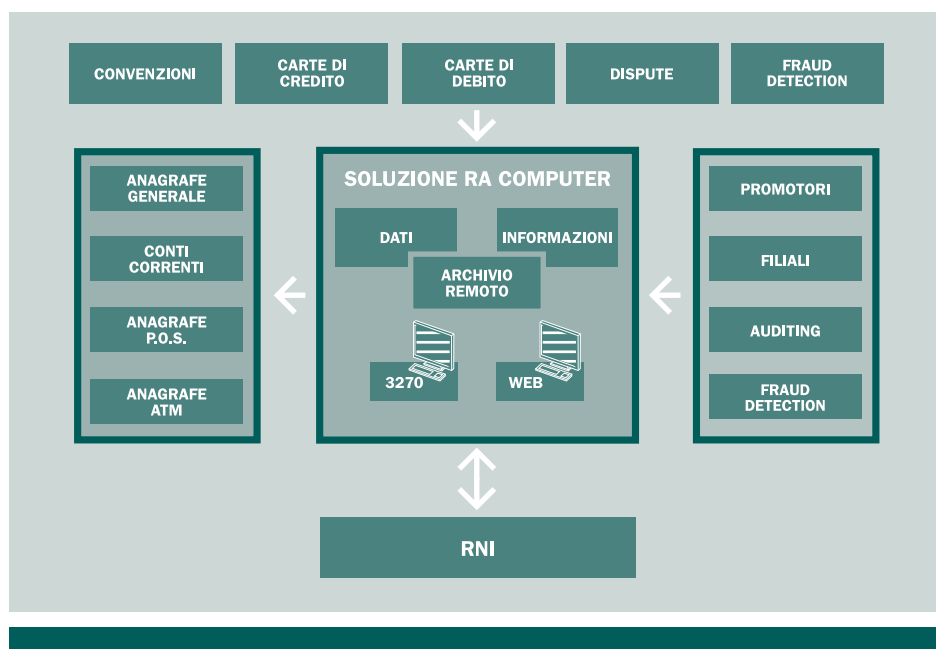 CONVENZIONI
CARTE DI
CREDITO
CARTE DI
DEBITO
DISPUTE
FRAUD
DETECTION
ANAGRAFE
GENERALE
CONTI
CORRENTI
ANAGRAFE
P.O.S.
ANAGRAFE
ATM
SOLUZIONE RA COMPUTER
DATI
INFORMAZIONI
ARCHIVIO
REMOTO
3270
WEB
PROMOTORI
FILIALI
AUDITING
FRAUD
DETECTION
RNI